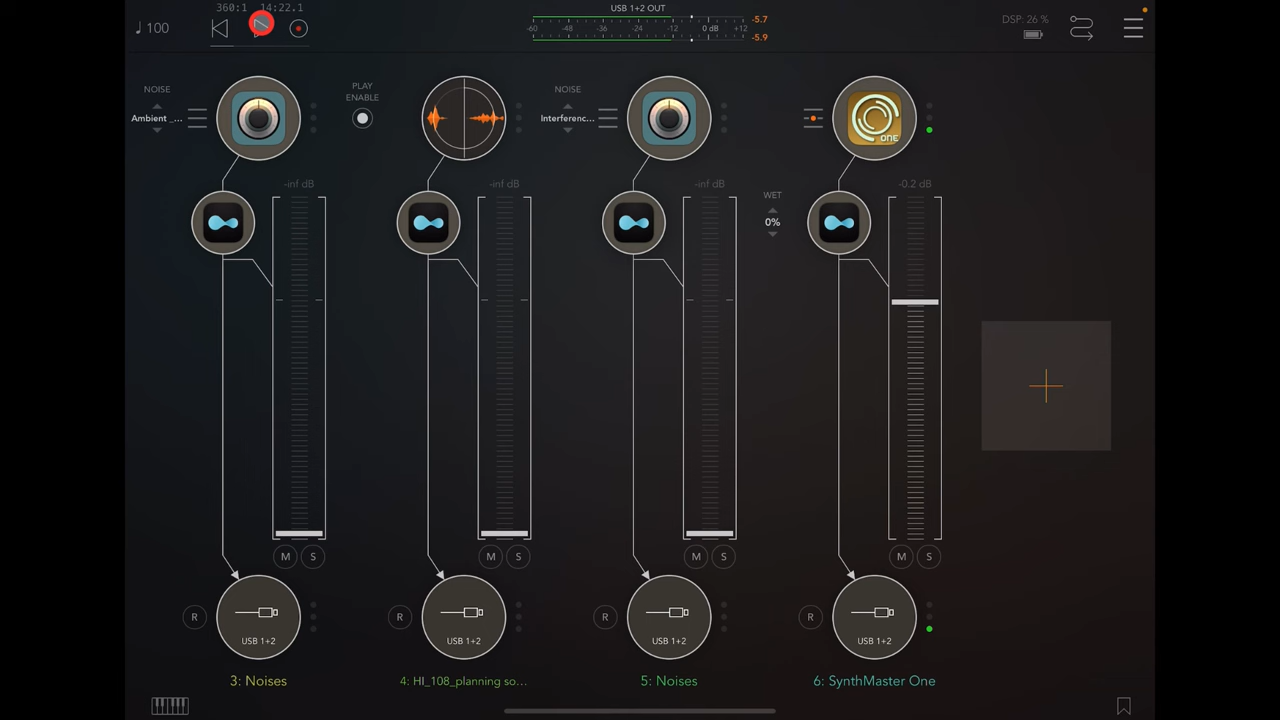 360:1 14:22.1
USB 1+2 OUT
♩ 100
-5.7
-60 -48 -36 -24 -12 0 dB +12
-5.9
DSP: 26 %
NOISE
Ambient _...
PLAY
ENABLE
NOISE
Interferenc...
ONE
-inf dB
-inf dB
-inf dB
-0.2 dB
WET
0%
M S
M S
M S
M S
R
USB 1+2
R
USB 1+2
R
USB 1+2
R
USB 1+2
3: Noises
4: HI_108_planning so...
5: Noises
6: SynthMaster One